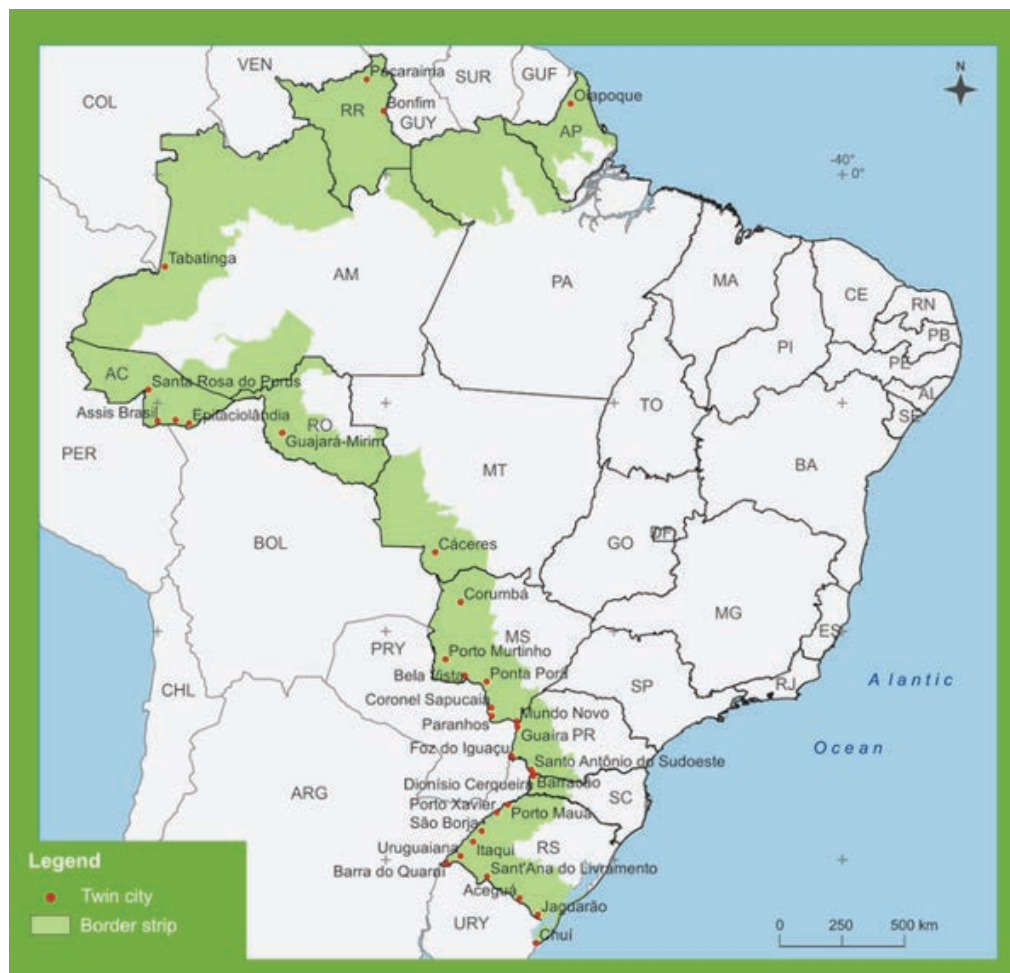 VEN
COL
Pacaraima
SUR
GUF
N
RR
Bonfim
GUY
Oiapoque
AP
-40°
0°
Tabatinga
AM
PA
MA
CE
RN
PB
PI
PE
AL
SE
AC
Santa Rosa do Purus
Assis Brasil
Epitaciolândia
RO
Guajará-Mirim
TO
PER
MT
BA
BOL
Cáceres
GO
DF
Corumbá
MG
MS
ES
PRY
Porto Murtinho
Bela Vista
Ponta Porã
CHL
SP
RJ
Alantic
Coronel Sapucaia
Mundo Novo
Paranhos
Guaíra
PR
Ocean
Foz do Iguaçu
Santo Antônio do Sudoeste
Dionísio Cerqueira
Barracão
ARG
SC
Porto Xavier
Porto Mauá
São Borja
Uruguaiana
Itaqui
RS
Barra do Quaraí
Sant'Ana do Livramento
Aceguá
Jaguarão
URY
Chuí
Legend
Twin city
Border strip
0 250 500 km